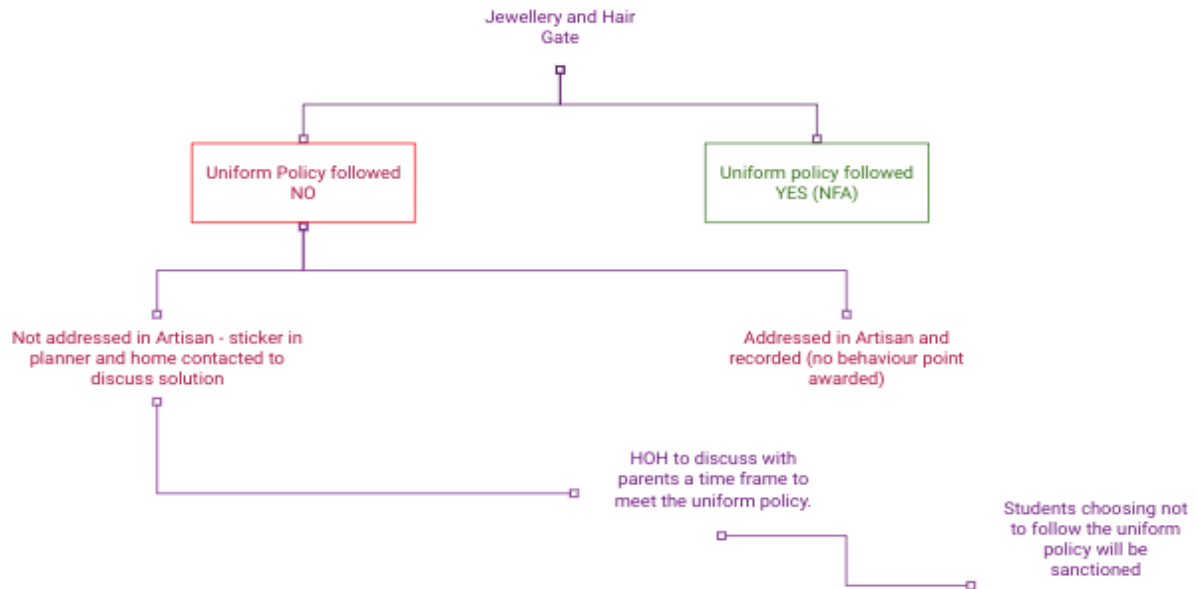 Jewellery and Hair
Gate
Uniform Policy followed
NO
Uniform policy followed
YES (NFA)
Not addressed in Artisan - sticker in
planner and home contacted to
discuss solution
Addressed in Artisan and
recorded (no behaviour point
awarded)
HOH to discuss with
parents a time frame to
meet the uniform policy.
Students choosing not
to follow the uniform
policy will be
sanctioned